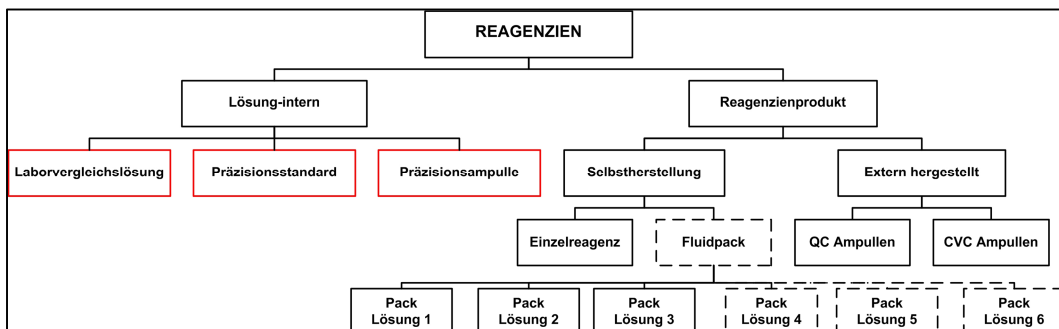 REAGENZIEN
Lösung-intern
Reagenzienprodukt
Laborvergleichslösung
Präzisionsstandard
Präzisionsampulle
Selbstherstellung
Extern hergestellt
Einzelreagenz
Fluidpack
QC Ampullen
CVC Ampullen
Pack
Lösung 1
Pack
Lösung 2
Pack
Lösung 3
Pack
Lösung 4
Pack
Lösung 5
Pack
Lösung 6